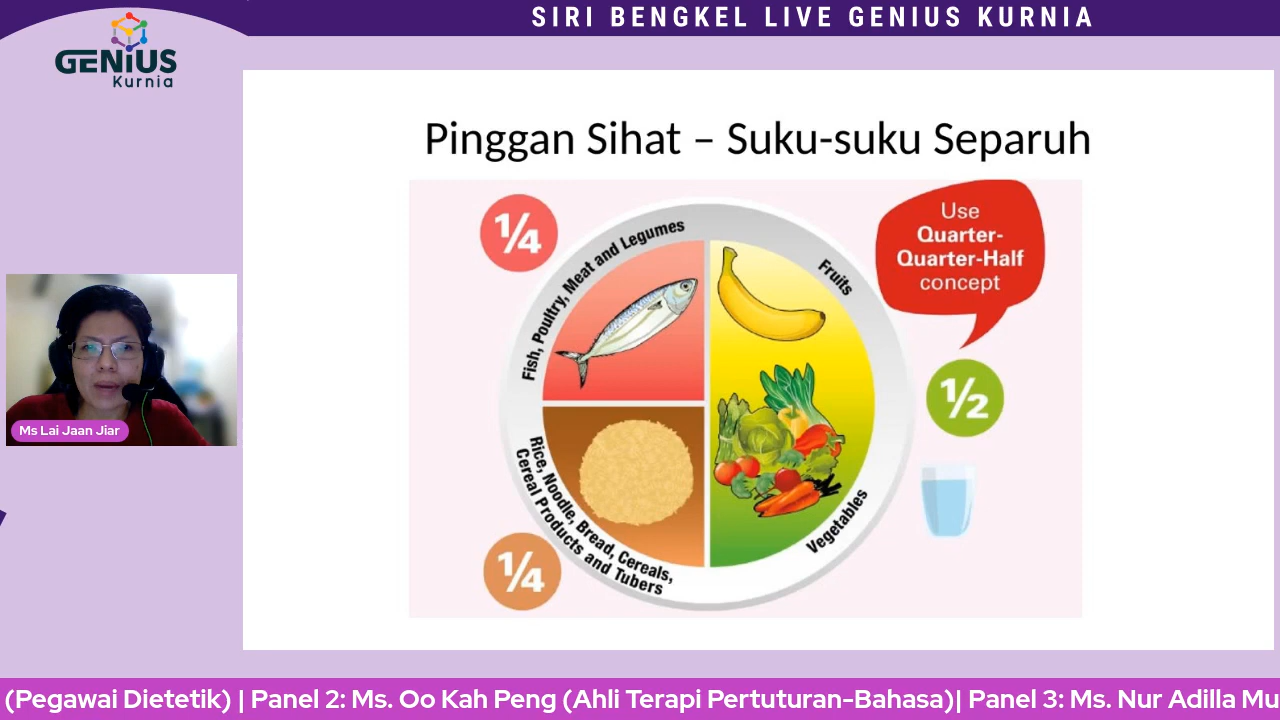 SIRI BENGKEL LIVE GENIUS KURNIA
GENIUS
Kurnia
Pinggan Sihat – Suku-suku Separuh
1/4
Fish, Poultry, Meat and Legumes
Fruits
Use
Quarter-
Quarter-Half
concept
1/2
Rice, Noodle, Bread, Cereals,
Cereal Products and Tubers
Vegetables
1/4
Ms Lai Jaan Jiar
(Pegawai Dietetik) | Panel 2: Ms. Oo Kah Peng (Ahli Terapi Pertuturan-Bahasa)| Panel 3: Ms. Nur Adilla Mu